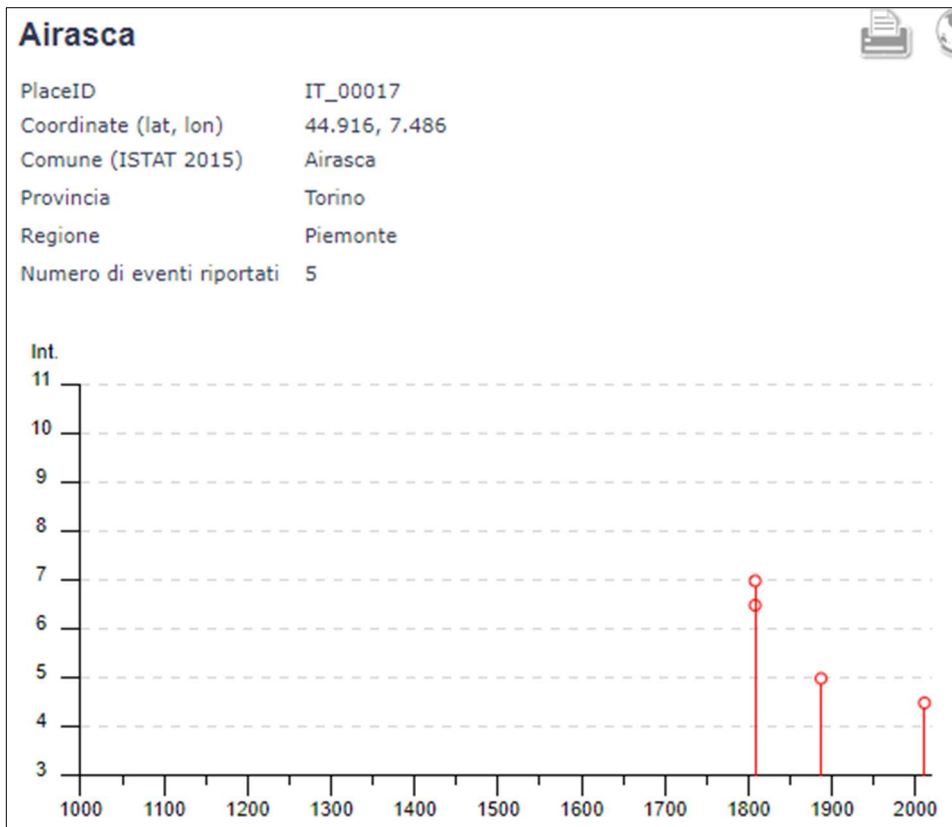 Airasca
PlaceID IT_00017
Coordinate (lat, lon) 44.916, 7.486
Comune (ISTAT 2015) Airasca
Provincia Torino
Regione Piemonte
Numero di eventi riportati 5
Int.
11
10
9
8
7
6
5
4
3
1000 1100 1200 1300 1400 1500 1600 1700 1800 1900 2000